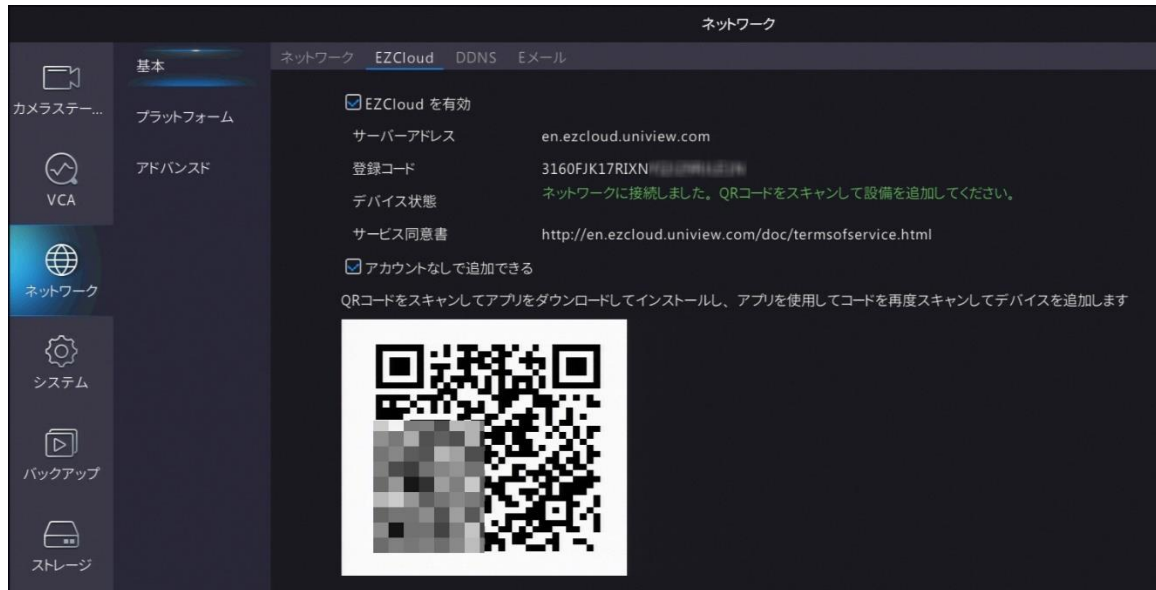 ネットワーク
カメラステー...
VCA
ネットワーク
システム
バックアップ
ストレージ
基本
プラットフォーム
アドバンスド
ネットワーク EZCloud DDNS Eメール
EZCloud を有効
サーバーアドレス en.ezcloud.uniview.com
登録コード 3160FJK17RIXN
デバイス状態 ネットワークに接続しました。QRコードをスキャンして設備を追加してください。
サービス同意書 http://en.ezcloud.uniview.com/doc/termsofservice.html
アカウントなしで追加できる
QRコードをスキャンしてアプリをダウンロードしてインストールし、アプリを使用してコードを再度スキャンしてデバイスを追加します